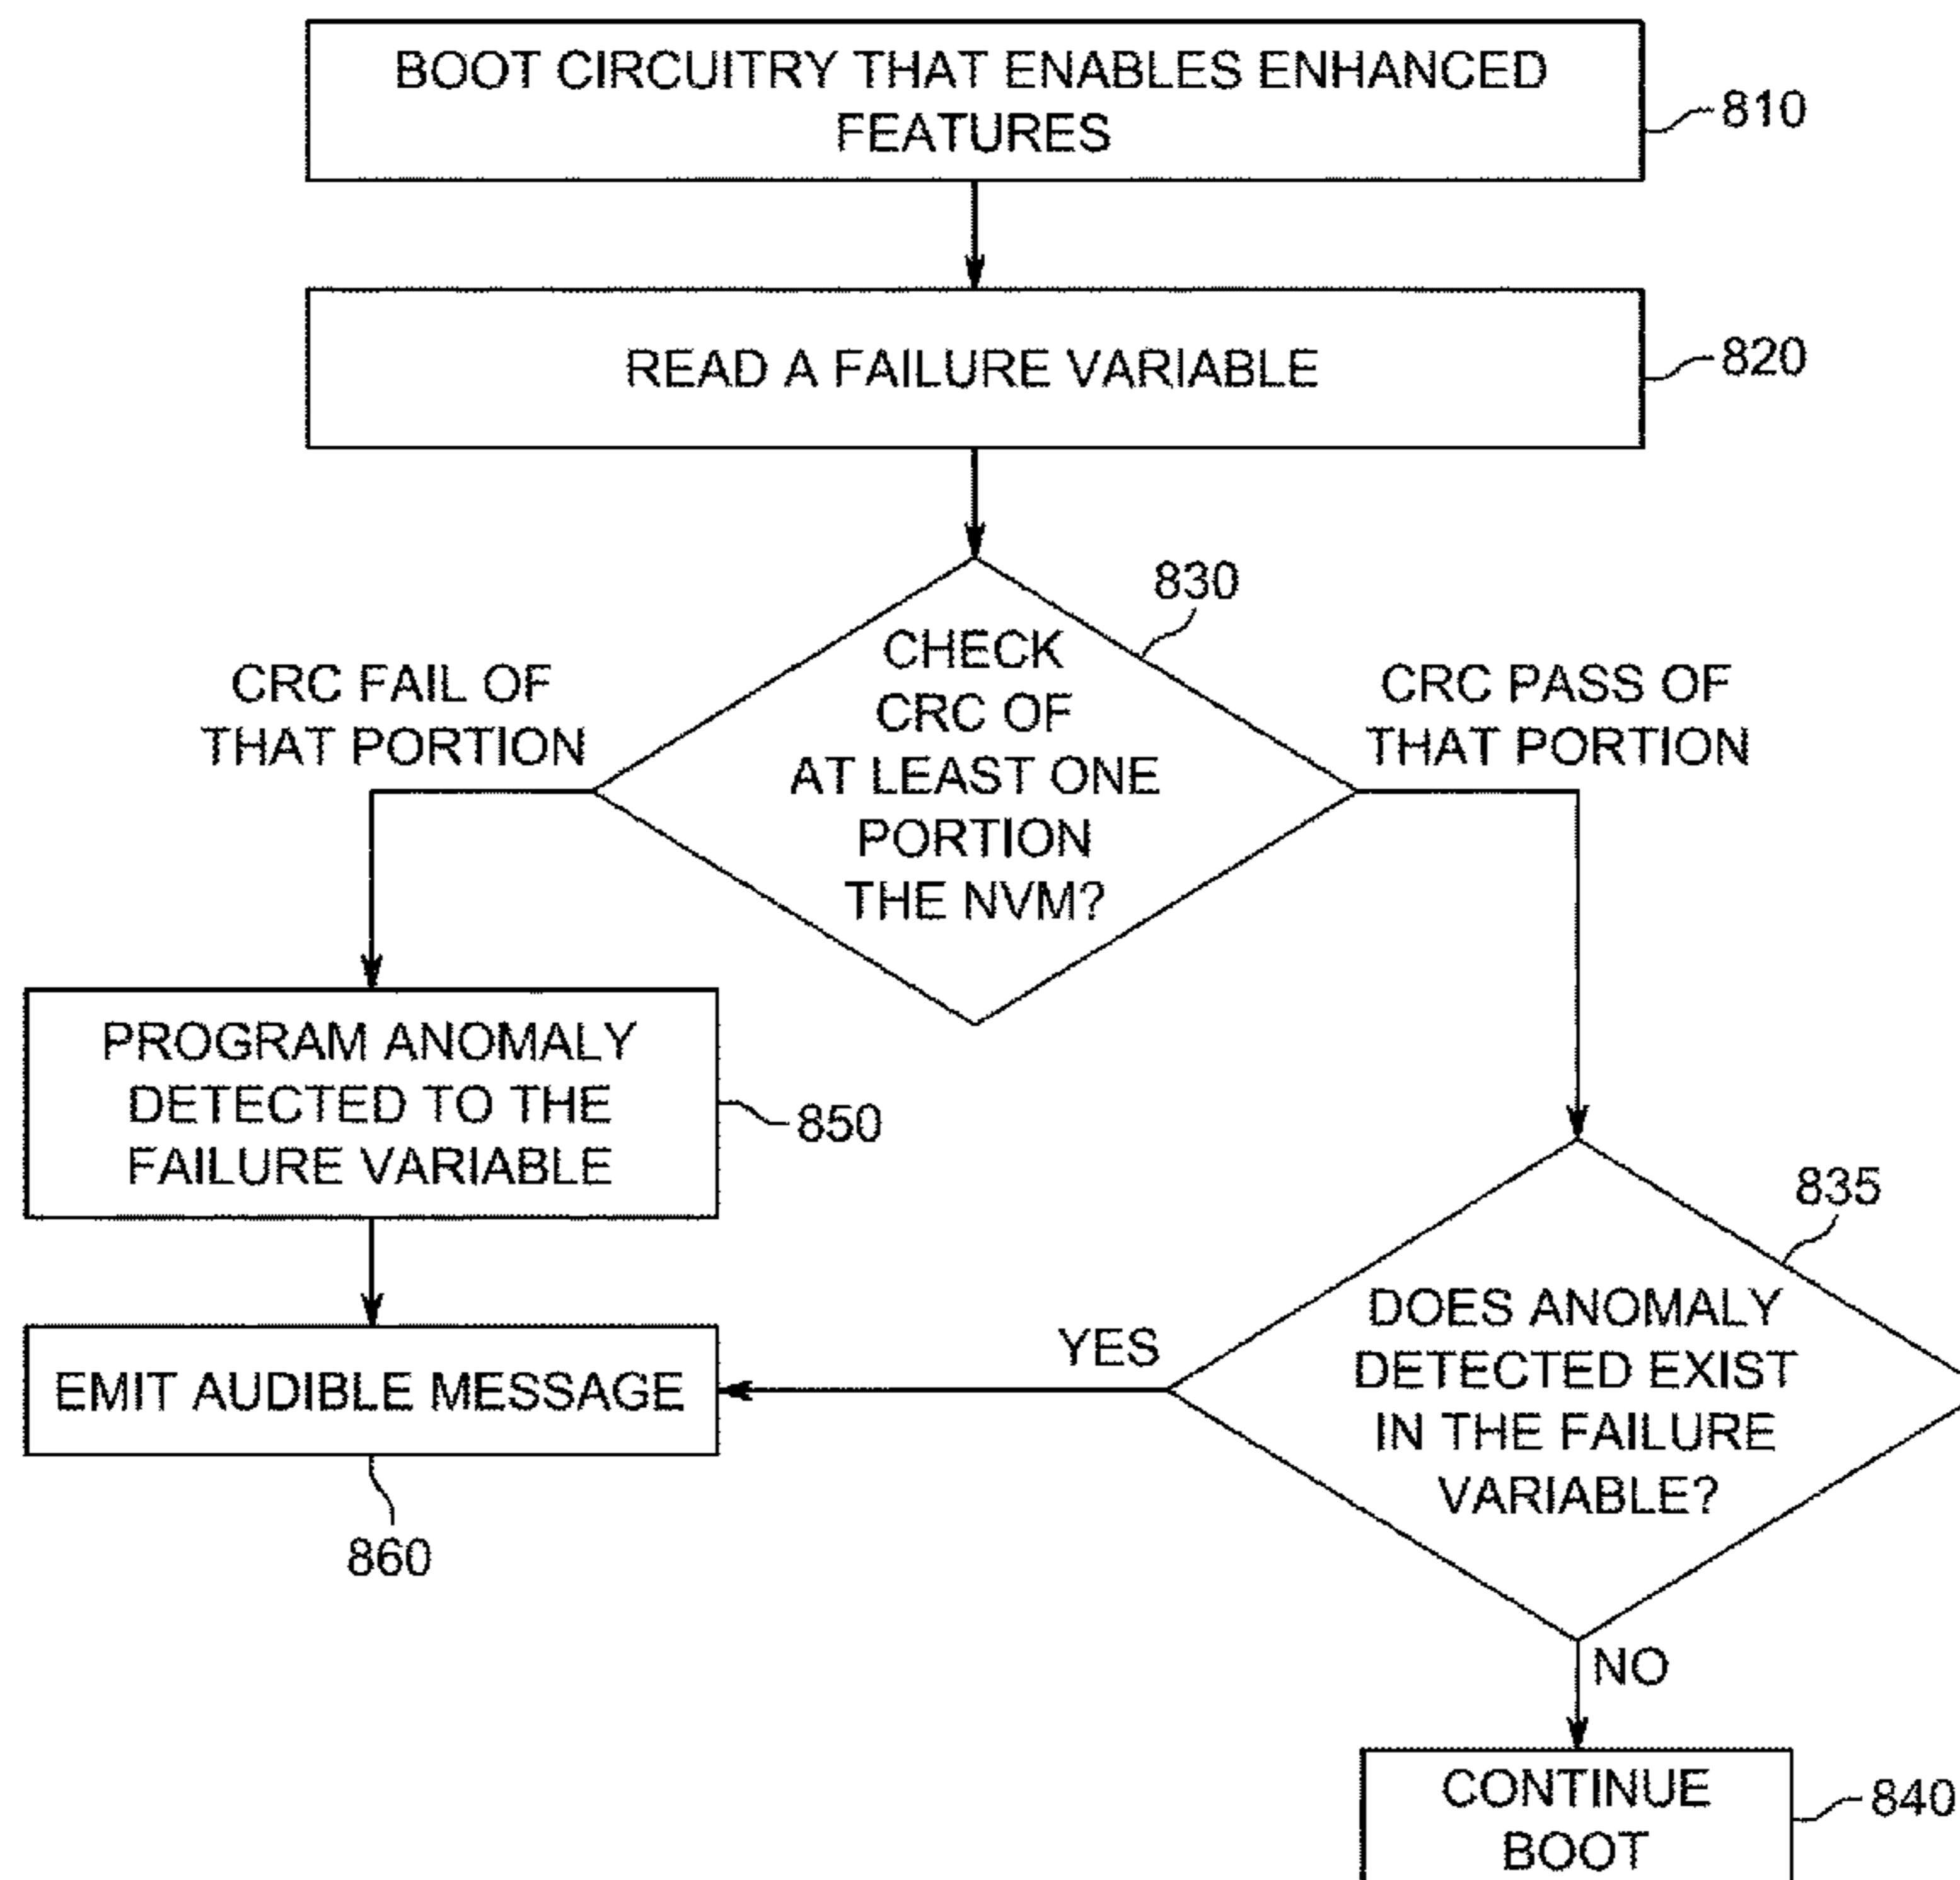 BOOT CIRCUITRY THAT ENABLES ENHANCED
FEATURES
810
READ A FAILURE VARIABLE
820
830
CHECK
CRC OF
AT LEAST ONE
PORTION
THE NVM?
CRC FAIL OF
THAT PORTION
CRC PASS OF
THAT PORTION
PROGRAM ANOMALY
DETECTED TO THE
FAILURE VARIABLE
850
835
DOES ANOMALY
DETECTED EXIST
IN THE FAILURE
VARIABLE?
YES
EMIT AUDIBLE MESSAGE
860
NO
CONTINUE
BOOT
840